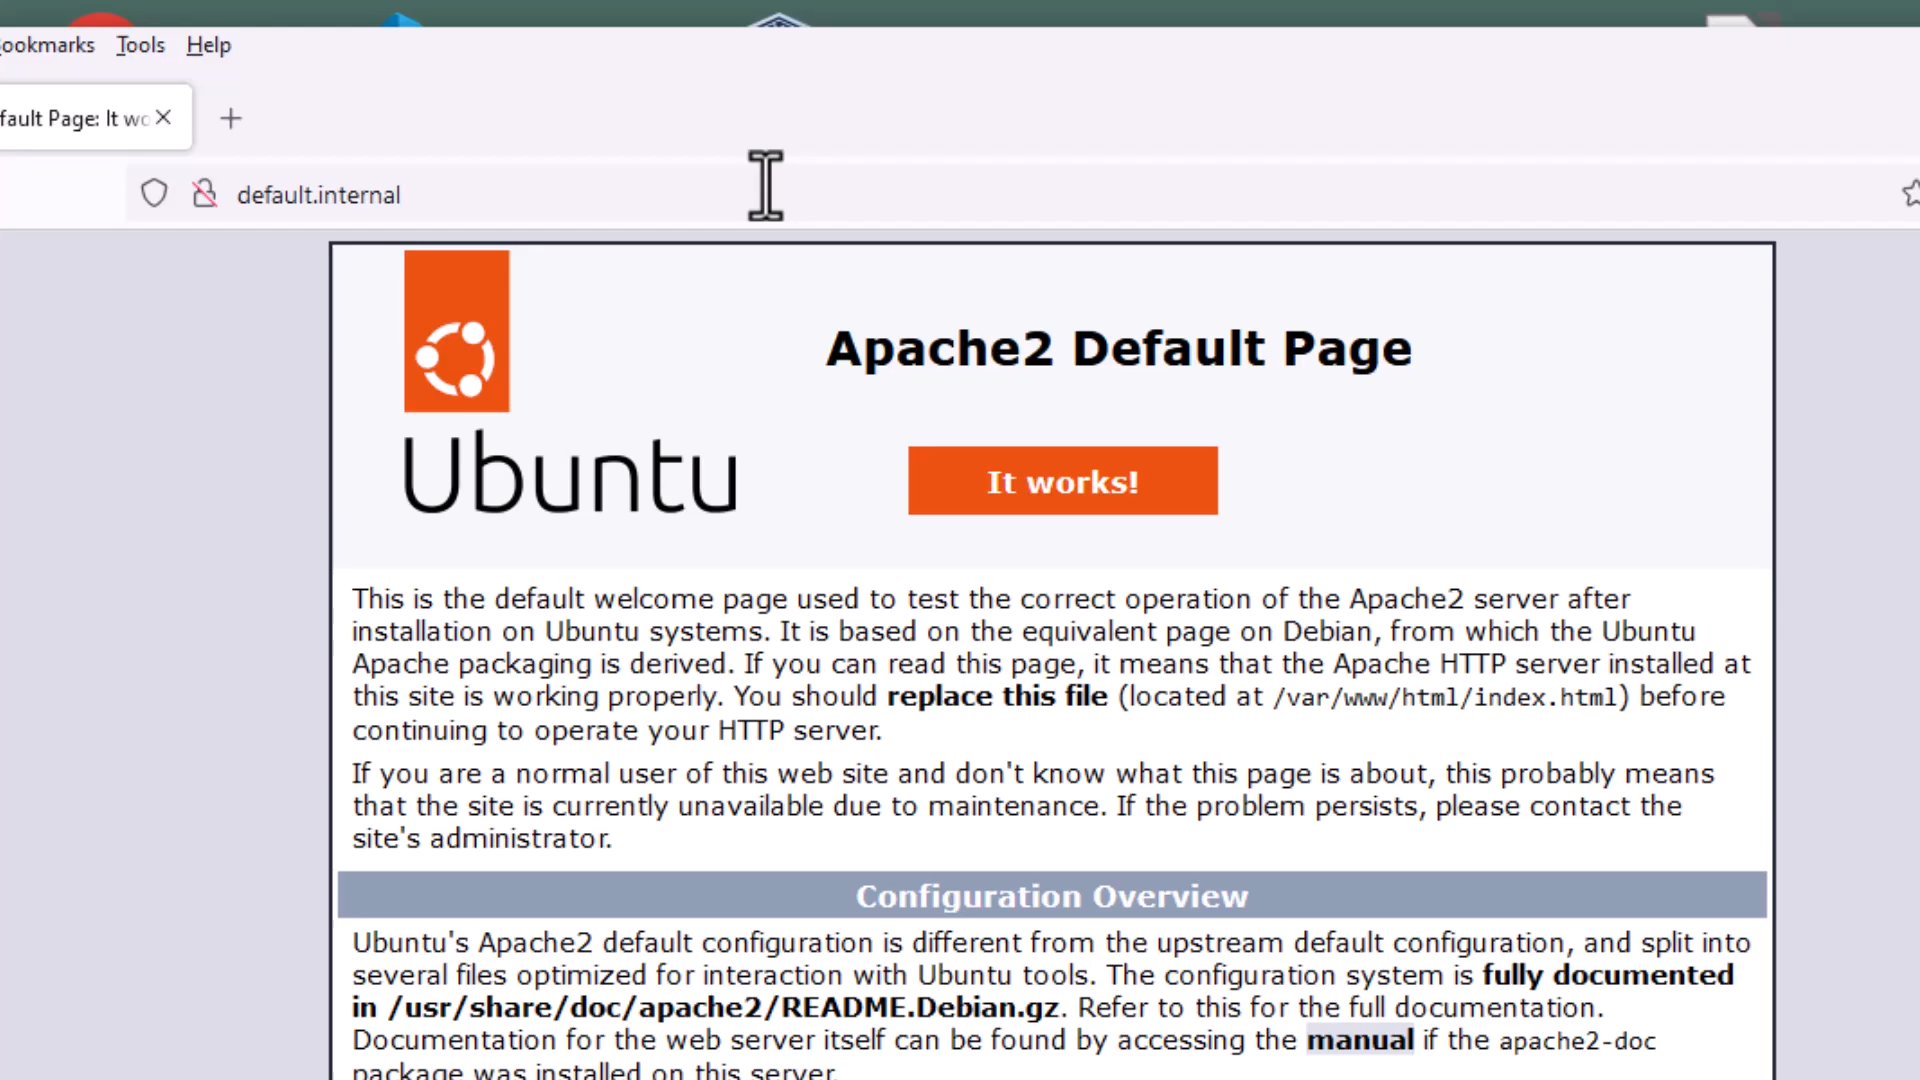 ookmarks Tools Help
fault Page: It wo
default.internal
Apache2 Default Page
Ubuntu
It works!
This is the default welcome page used to test the correct operation of the Apache2 server after
installation on Ubuntu systems. It is based on the equivalent page on Debian, from which the Ubuntu
Apache packaging is derived. If you can read this page, it means that the Apache HTTP server installed at
this site is working properly. You should replace this file (located at /var/www/html/index.html) before
continuing to operate your HTTP server.
If you are a normal user of this web site and don't know what this page is about, this probably means
that the site is currently unavailable due to maintenance. If the problem persists, please contact the
site's administrator.
Configuration Overview
Ubuntu's Apache2 default configuration is different from the upstream default configuration, and split into
several files optimized for interaction with Ubuntu tools. The configuration system is fully documented
in /usr/share/doc/apache2/README.Debian.gz. Refer to this for the full documentation.
Documentation for the web server itself can be found by accessing the manual if the apache2-doc
package was installed on this server.